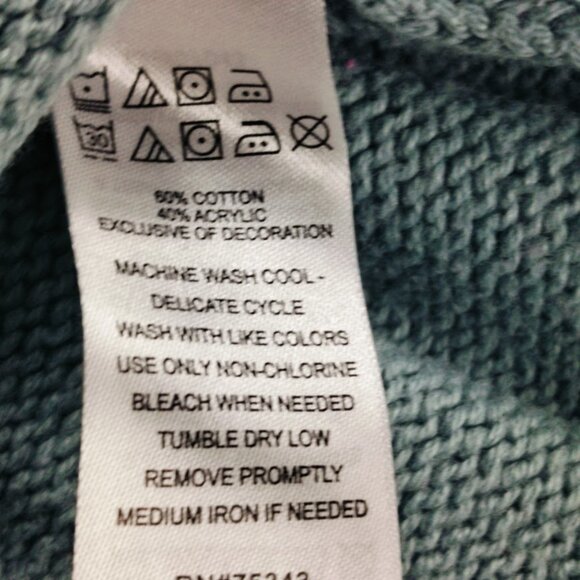 30
60% COTTON
40% ACRYLIC
EXCLUSIVE OF DECORATION
MACHINE WASH COOL -
DELICATE CYCLE
WASH WITH LIKE COLORS
USE ONLY NON-CHLORINE
BLEACH WHEN NEEDED
TUMBLE DRY LOW
REMOVE PROMPTLY
MEDIUM IRON IF NEEDED